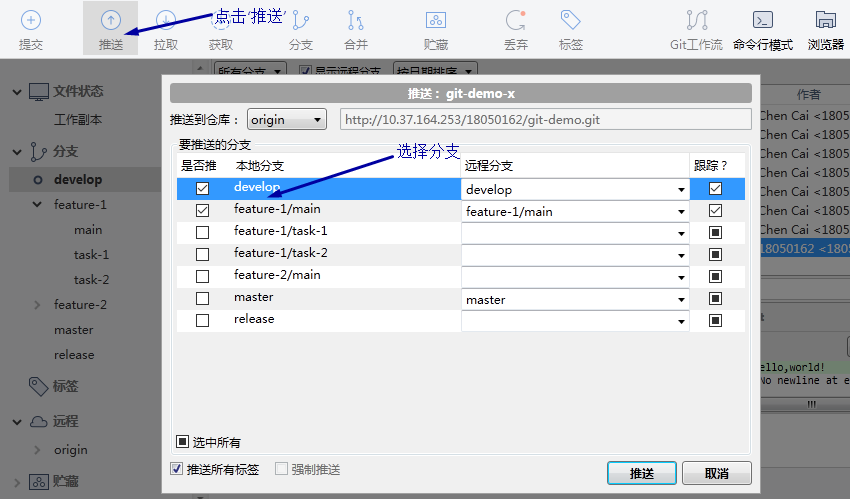 点击‘推送’
提交 推送 拉取 获取 分支 合并 贮藏 丢弃 标签 Git工作流 命令行模式 浏览器
所有分支 显示远程分支 按日期排序
文件状态
工作副本
分支
develop
feature-1
main
task-1
task-2
feature-2
master
release
标签
远程
origin
贮藏
推送: git-demo-x
推送到仓库: origin http://10.37.164.253/18050162/git-demo.git
要推送的分支
选择分支
是否推 本地分支 远程分支 跟踪？
develop develop
feature-1/main feature-1/main
feature-1/task-1
feature-1/task-2
feature-2/main
master master
release
选中所有
推送所有标签 强制推送
推送 取消
作者
Chen Cai <1805
Chen Cai <1805
Chen Cai <1805
Chen Cai <1805
Chen Cai <1805
Chen Cai <1805
Chen Cai <1805
18050162 <1805
ello,world!
No newline at e